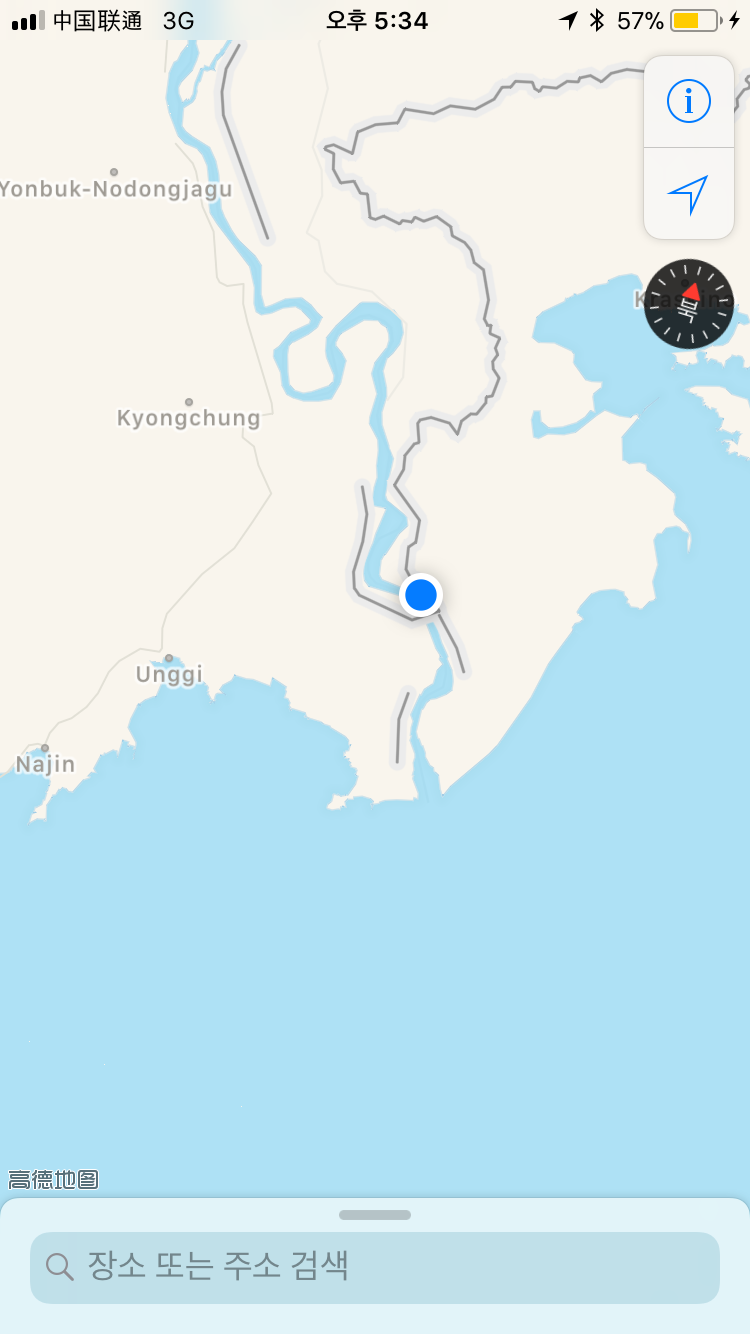 中国联通 3G 오후 5:34 57%
Yonbuk-Nodongjagu
북
Kyongchung
Unggi
Najin
高德地图
장소 또는 주소 검색